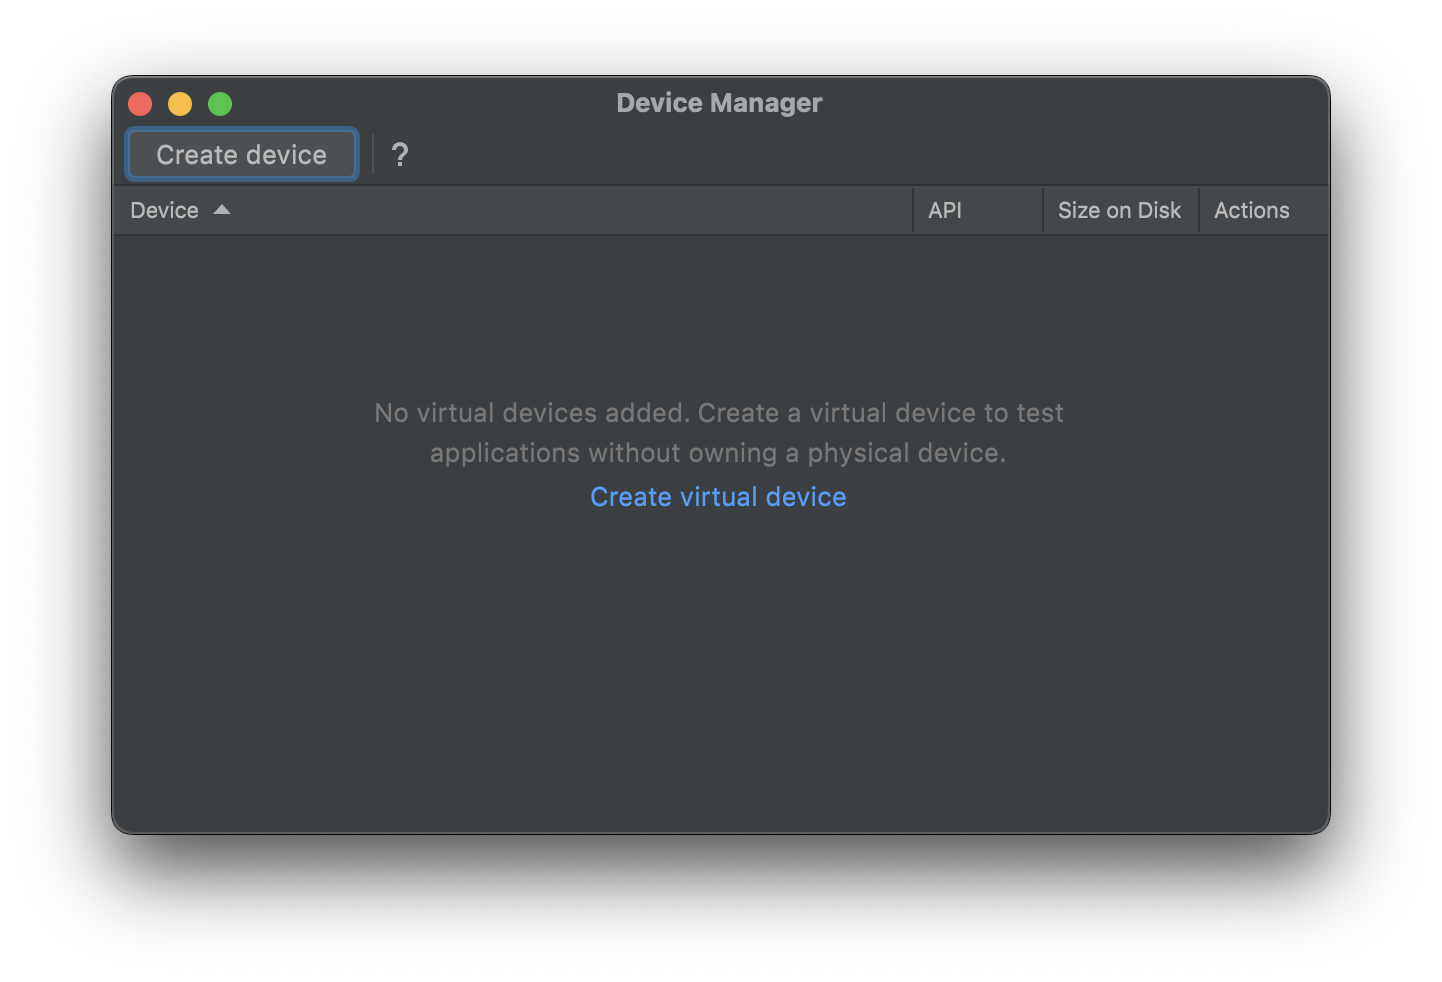 Device Manager
Create device ?
Device API Size on Disk Actions
No virtual devices added. Create a virtual device to test
applications without owning a physical device.
Create virtual device